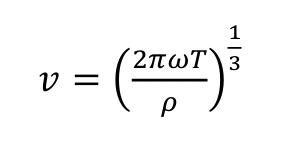 v = (2πωT/ρ)^(1/3)